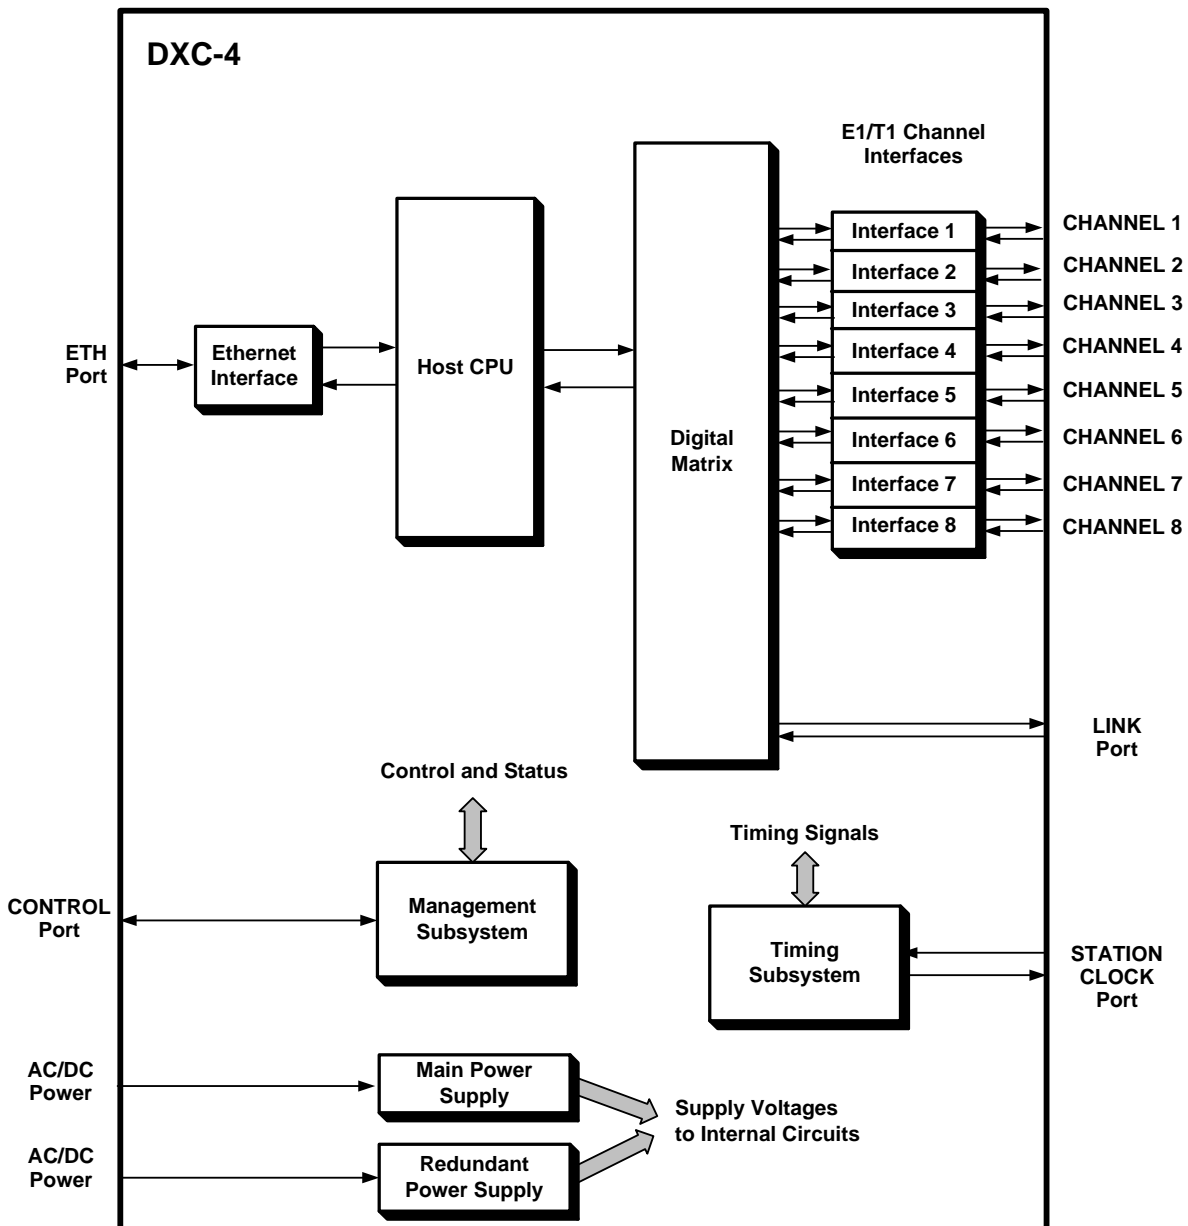 DXC-4
E1/T1 Channel
Interfaces
Interface 1
CHANNEL 1
Interface 2
CHANNEL 2
Interface 3
CHANNEL 3
Interface 4
CHANNEL 4
Interface 5
CHANNEL 5
Interface 6
CHANNEL 6
Interface 7
CHANNEL 7
Interface 8
CHANNEL 8
ETH
Port
Ethernet
Interface
Host CPU
Digital
Matrix
LINK
Port
Control and Status
Timing Signals
CONTROL
Port
Management
Subsystem
Timing
Subsystem
STATION
CLOCK
Port
AC/DC
Power
Main Power
Supply
Supply Voltages
to Internal Circuits
AC/DC
Power
Redundant
Power Supply